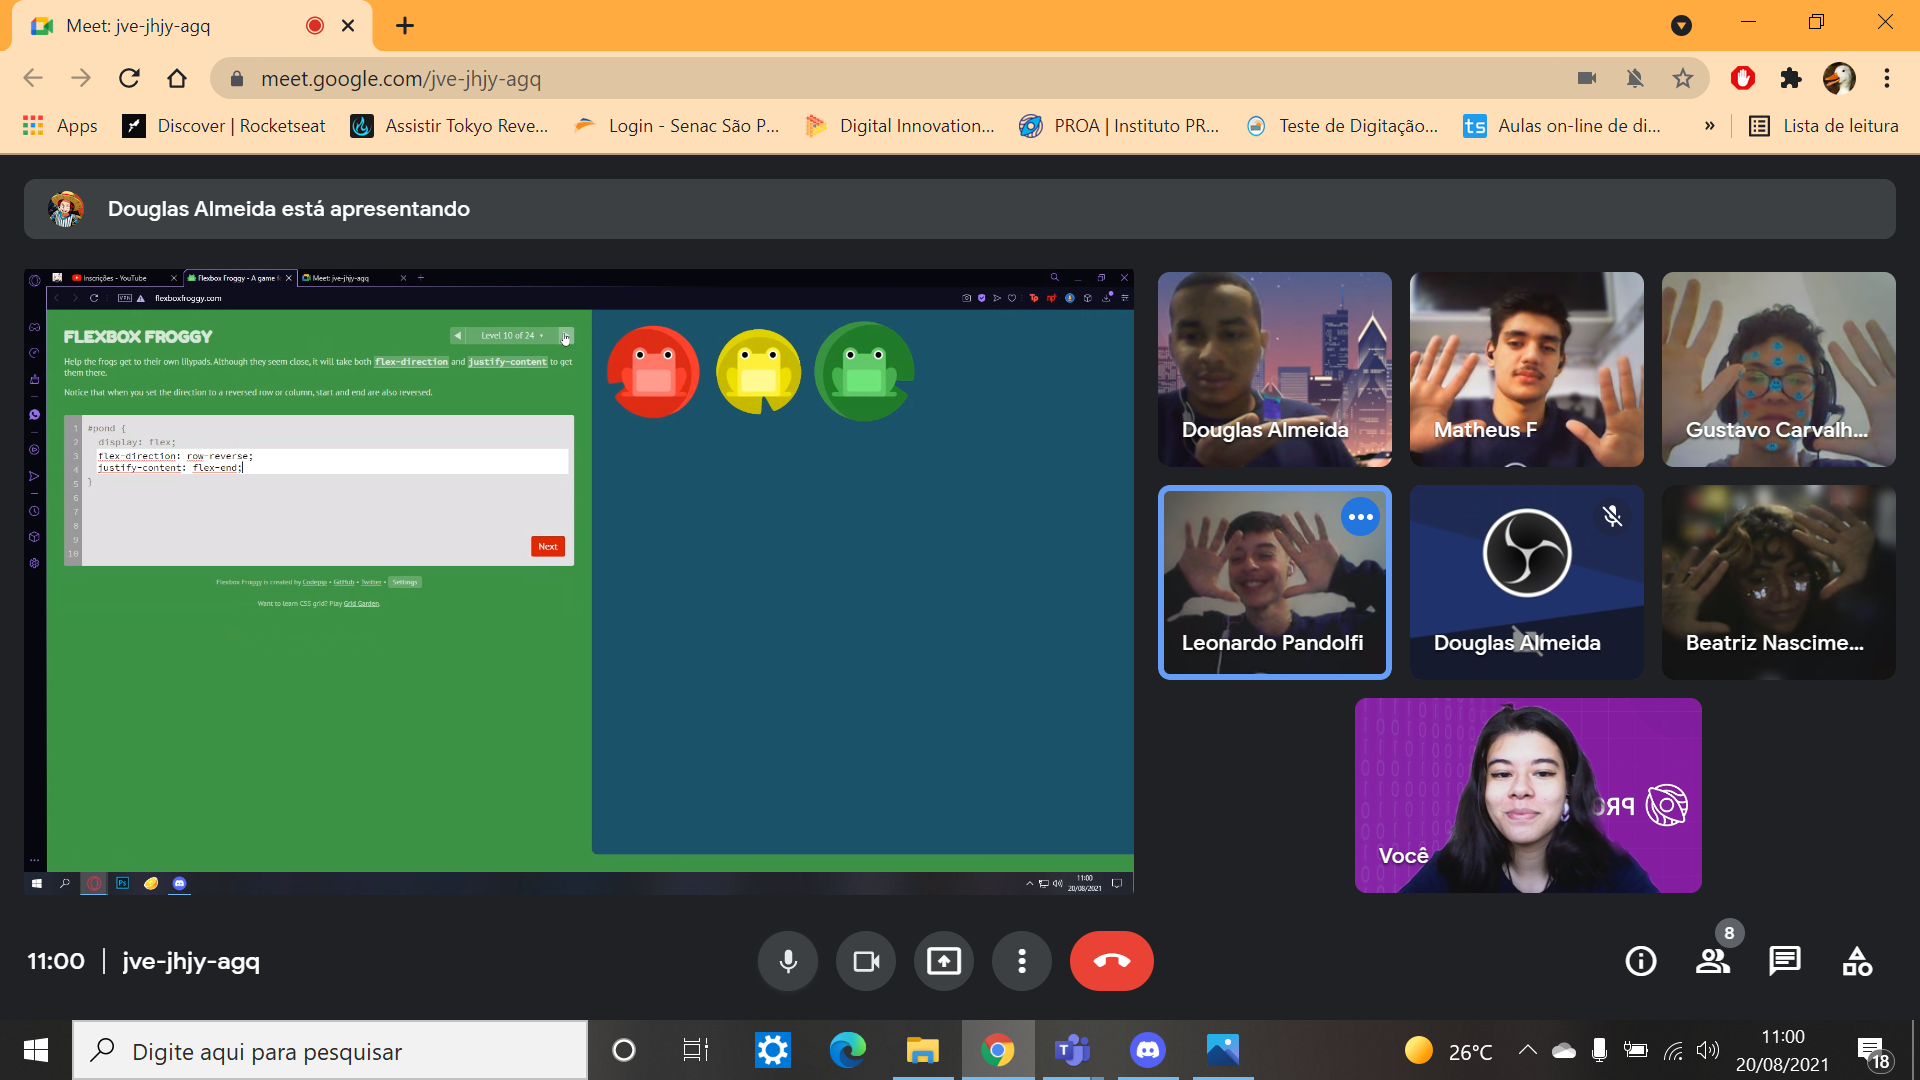 Meet: jve-jhjy-agq
meet.google.com/jve-jhjy-agq
Apps
Discover | Rocketseat
Assistir Tokyo Reve...
Login - Senac São P...
Digital Innovation...
PROA | Instituto PR...
Teste de Digitação...
ts
Aulas on-line de di...
»
Lista de leitura
Douglas Almeida está apresentando
Inscrições - YouTube
Flexbox Froggy - A game f
Meet: jve-jhjy-agq
VPN
flexboxfroggy.com
FLEXBOX FROGGY
Level 10 of 24
Help the frogs get to their own lilypads. Although they seem close, it will take both flex-direction and justify-content to get
them there.
Notice that when you set the direction to a reversed row or column, start and end are also reversed.
1 #pond {
2 display: flex;
3 flex-direction: row-reverse;
4 justify-content: flex-end;
5 }
6
7
8
9
10
Next
Flexbox Froggy is created by Codepip • GitHub • Twitter • Settings
Want to learn CSS grid? Play Grid Garden.
Ps
11:00
20/08/2021
Douglas Almeida
Matheus F
Gustavo Carvalh...
Leonardo Pandolfi
Douglas Almeida
Beatriz Nascime...
PRO
Você
11:00 | jve-jhjy-agq
8
Digite aqui para pesquisar
26°C
11:00
20/08/2021
18